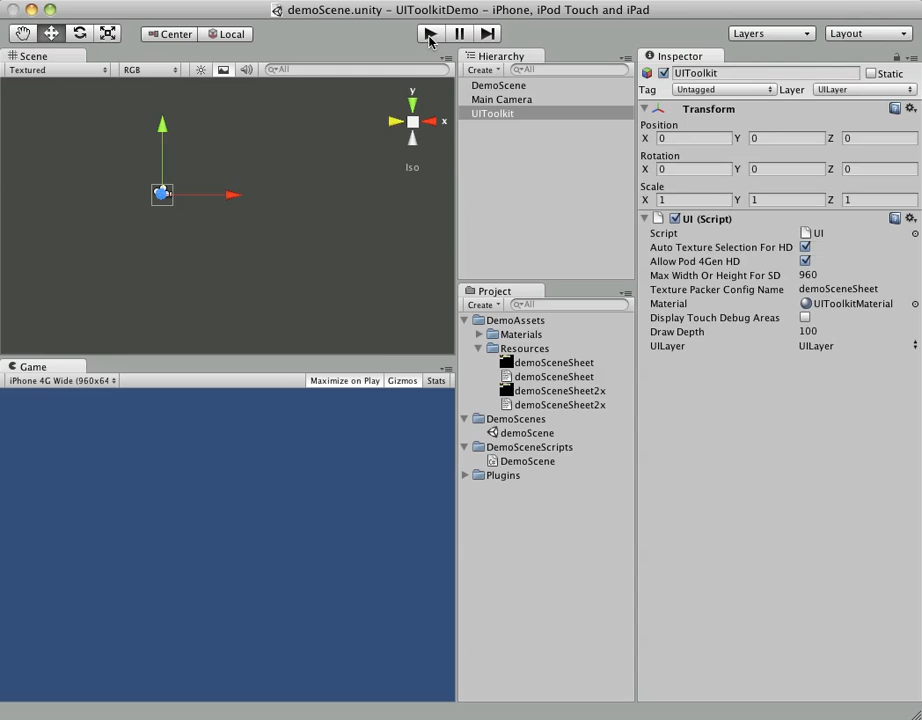 demoScene.unity – UIToolkitDemo – iPhone, iPod Touch and iPad
Center
Local
Layers
Layout
Scene
Textured
RGB
All
y
x
Iso
Game
iPhone 4G Wide (960x64
Maximize on Play
Gizmos
Stats
Hierarchy
Create
All
DemoScene
Main Camera
UIToolkit
Project
Create
All
DemoAssets
Materials
Resources
demoSceneSheet
demoSceneSheet
demoSceneSheet2x
demoSceneSheet2x
DemoScenes
demoScene
DemoSceneScripts
DemoScene
Plugins
Inspector
UIToolkit
Static
Tag Untagged Layer UILayer
Transform
Position
X 0 Y 0 Z 0
Rotation
X 0 Y 0 Z 0
Scale
X 1 Y 1 Z 1
UI (Script)
Script UI
Auto Texture Selection For HD
Allow Pod 4Gen HD
Max Width Or Height For SD 960
Texture Packer Config Name demoSceneSheet
Material UIToolkitMaterial
Display Touch Debug Areas
Draw Depth 100
UILayer UILayer